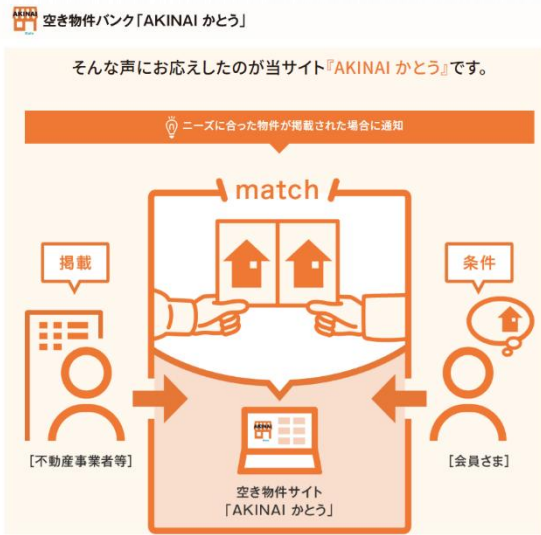 AKINAI
空き物件バンク「AKINAI かとう」
そんな声にお応えしたのが当サイト『AKINAI かとう』です。
ニーズに合った物件が掲載された場合に通知
match
掲載
条件
AKINAI
[不動産事業者等]
[会員さま]
空き物件サイト
「AKINAI かとう」